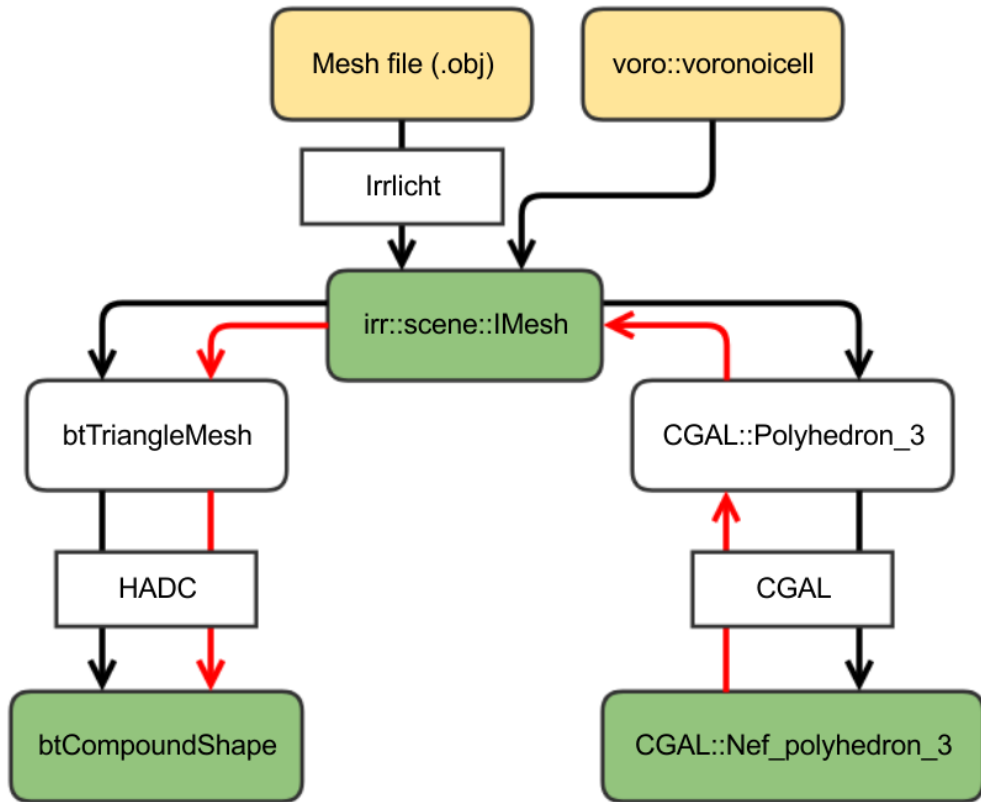 Mesh file (.obj)
voro::voronoicell
Irrlicht
irr::scene::IMesh
btTriangleMesh
CGAL::Polyhedron_3
HADC
CGAL
btCompoundShape
CGAL::Nef_polyhedron_3